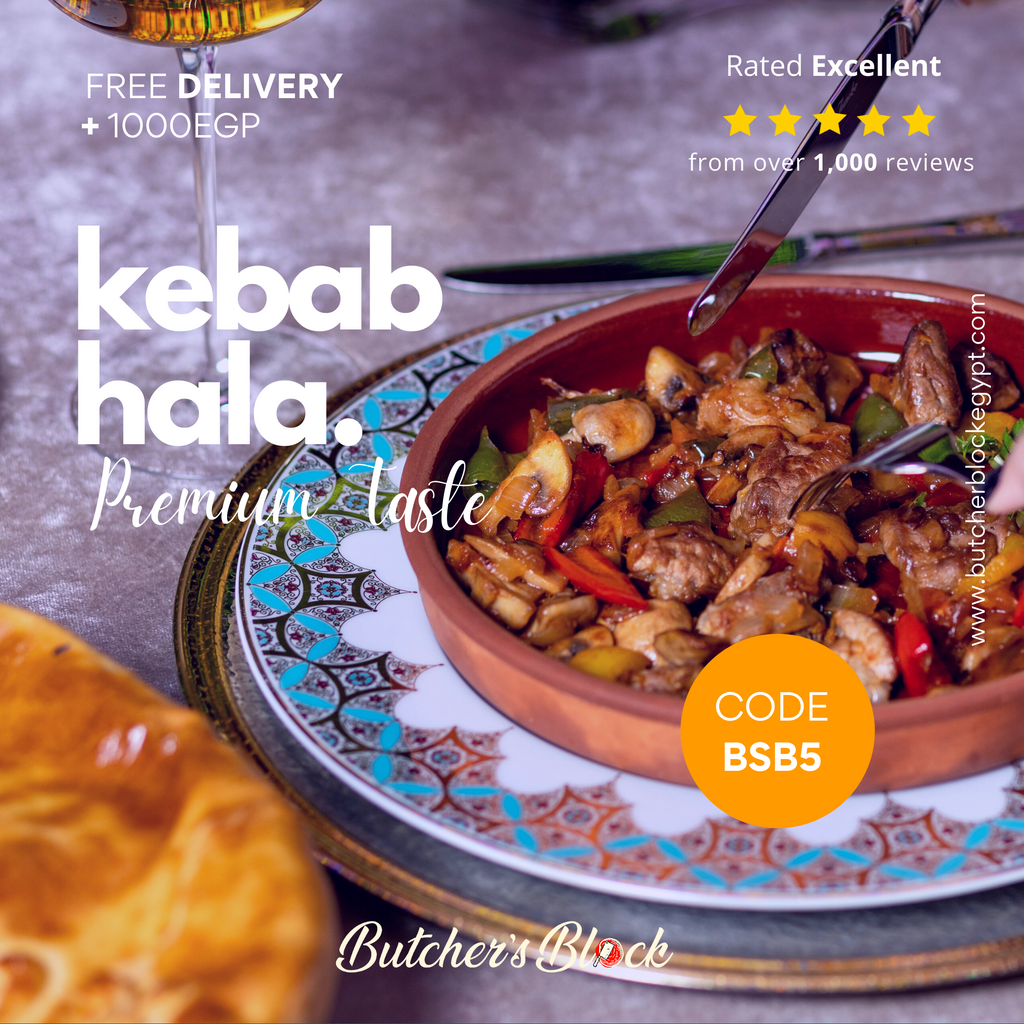 FREE DELIVERY
+ 1000EGP
Rated Excellent
from over 1,000 reviews
kebab
hala.
Premium taste
www.butcherblockegypt.com
CODE
BSB5
Butcher's Block